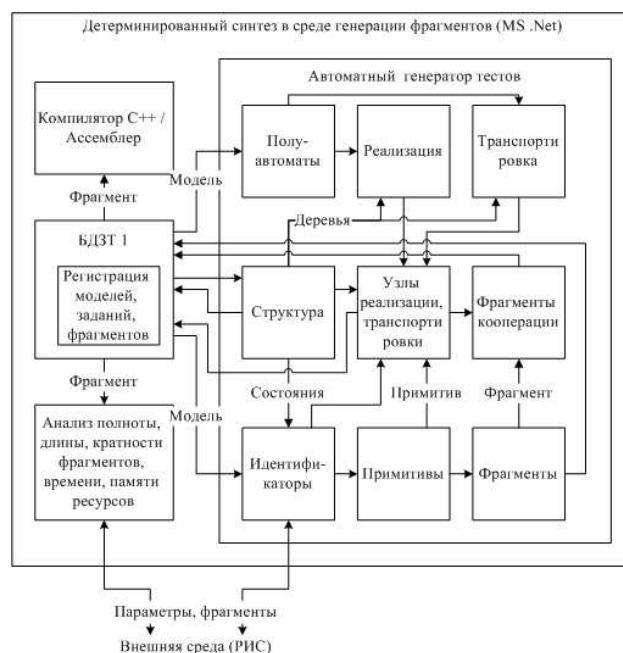 Детерминированный синтез в среде генерации фрагментов (MS .Net)
Автоматный генератор тестов
Компилятор С++ /
Ассемблер
Полу-
автоматы
Реализация
Транспорти
ровка
Модель
Фрагмент
Деревья
БДЗТ 1
Регистрация
моделей,
заданий,
фрагментов
Структура
Узлы
реализации,
транспорти
ровки
Фрагменты
кооперации
Фрагмент
Состояния
Примитив
Фрагмент
Модель
Анализ полноты,
длины, кратности
фрагментов,
времени, памяти
ресурсов
Идентифи-
каторы
Примитивы
Фрагменты
Параметры, фрагменты
Внешняя среда (РИС)